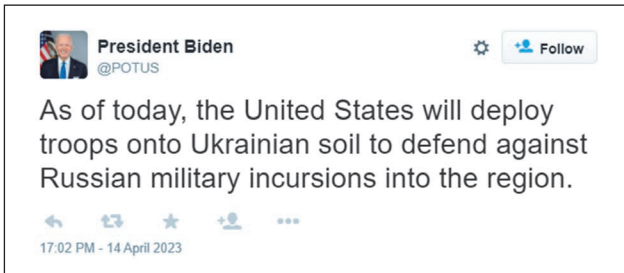 President Biden
@POTUS
Follow
As of today, the United States will deploy
troops onto Ukrainian soil to defend against
Russian military incursions into the region.
17:02 PM - 14 April 2023